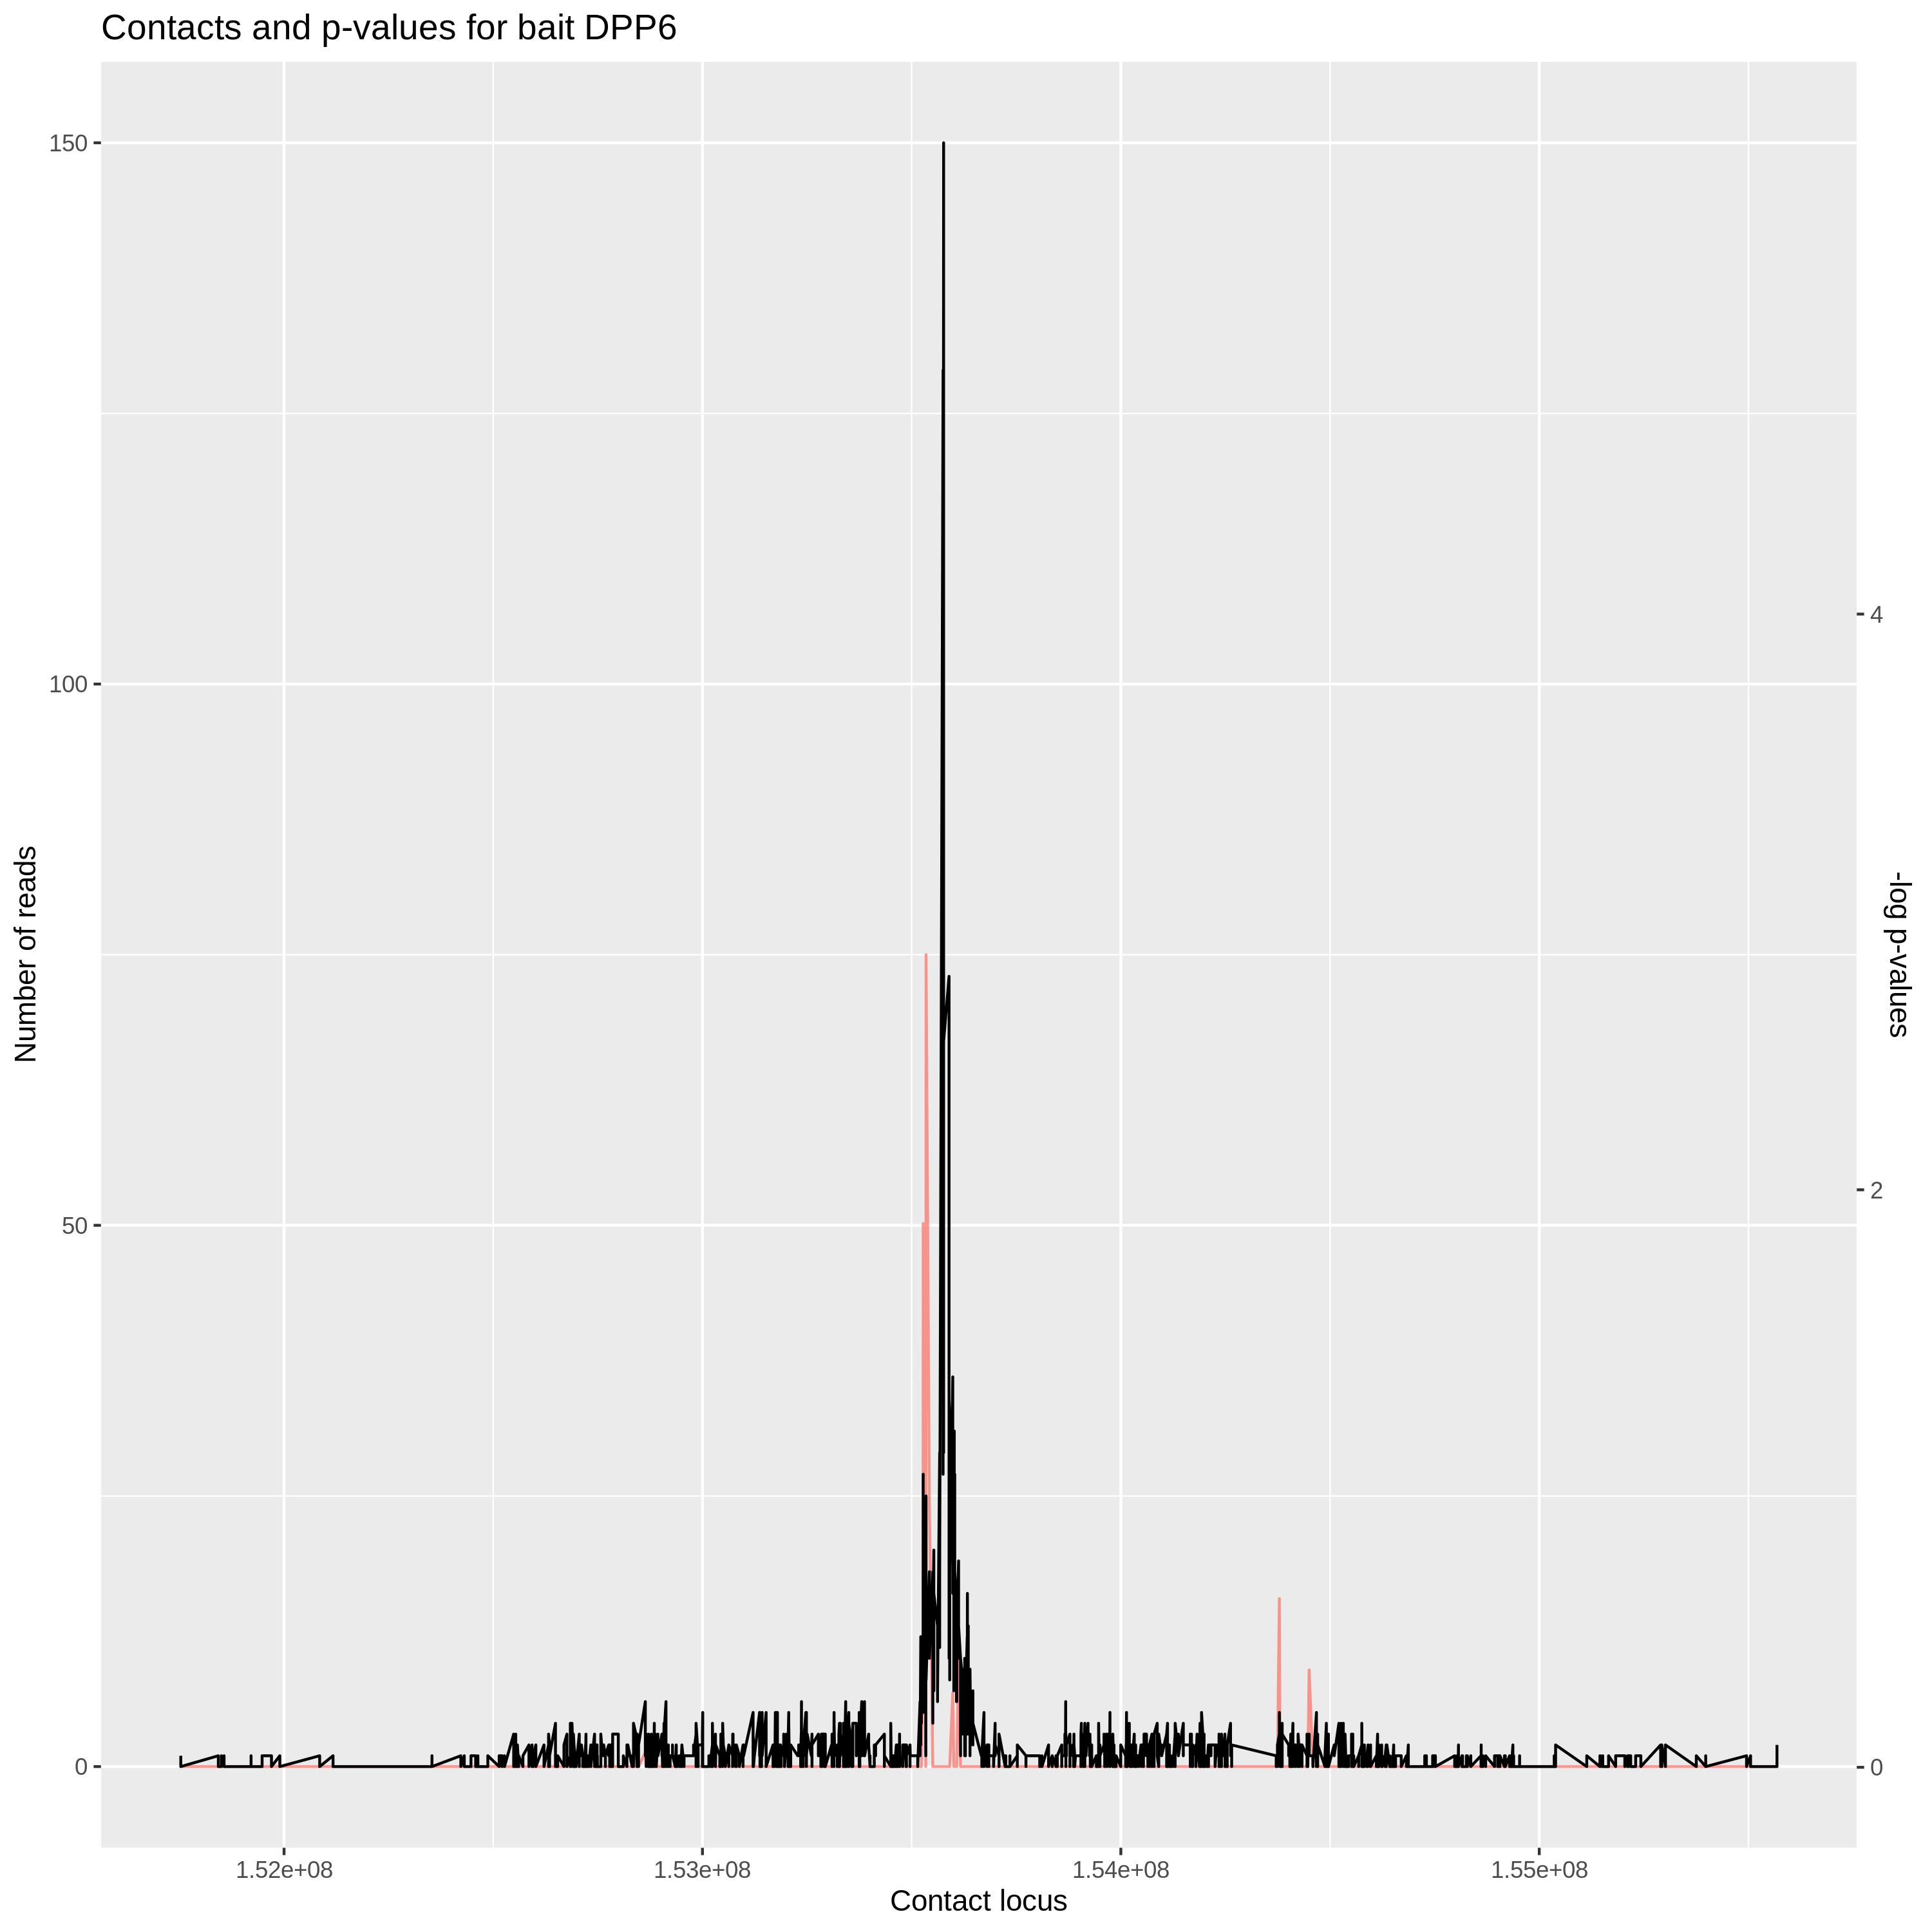 Contacts and p-values for bait DPP6
150
100
50
0
Number of reads
4
2
0
-log p-values
1.52e+08
1.53e+08
1.54e+08
1.55e+08
Contact locus